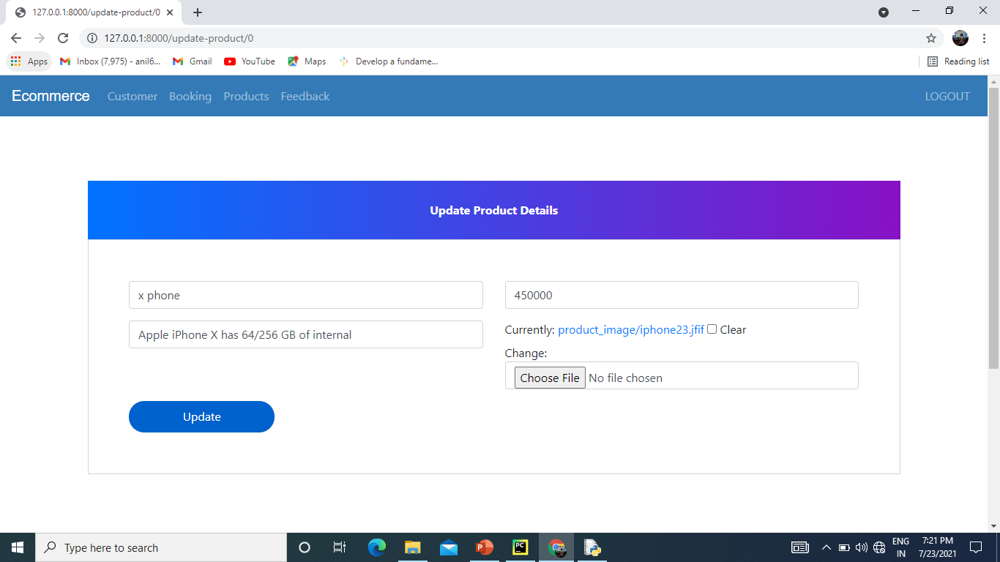 127.0.0.1:8000/update-product/0
127.0.0.1:8000/update-product/0
Apps Inbox (7,975) - anil6... Gmail YouTube Maps Develop a fundame... Reading list
Ecommerce Customer Booking Products Feedback LOGOUT
Update Product Details
x phone 450000
Apple iPhone X has 64/256 GB of internal
Currently: product_image/iphone23.jfif Clear
Change:
Choose File No file chosen
Update
Type here to search
PC
ENG
IN
7:21 PM
7/23/2021